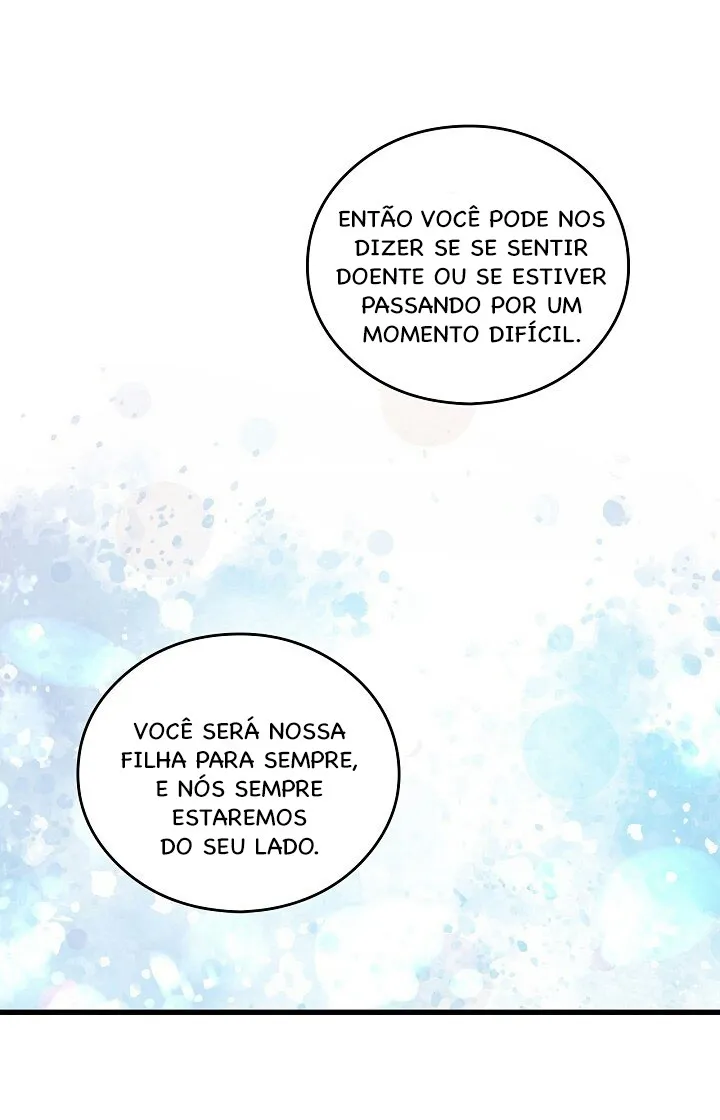 ENTÃO VOCÊ PODE NOS
DIZER SE SE SENTIR
DOENTE OU SE ESTIVER
PASSANDO POR UM
MOMENTO DIFÍCIL.
VOCÊ SERÁ NOSSA
FILHA PARA SEMPRE,
E NÓS SEMPRE
ESTAREMOS
DO SEU LADO.